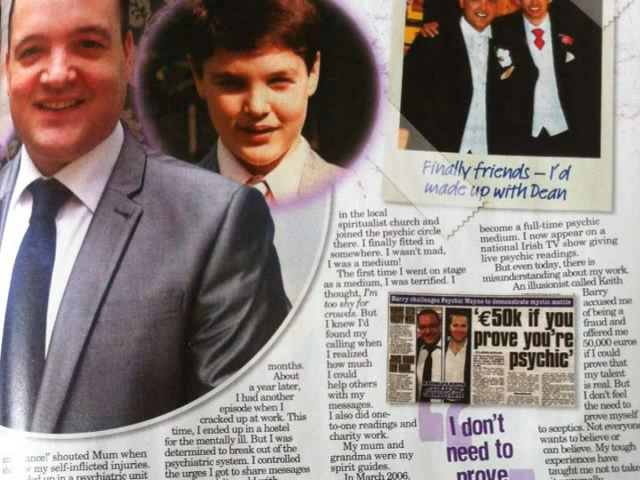 Finally friends – I'd
made up with Dean
ance!" shouted Mum when
w my self-inflicted injuries.
ded up in a psychiatric unit
months.
About
a year later,
I had another
episode when I
cracked up at work. This
time, I ended up in a hostel
for the mentally ill. But I was
determined to break out of the
psychiatric system. I controlled
the urges I got to share messages
in the local
spiritualist church and
joined the psychic circle
there. I finally fitted in
somewhere. I wasn't mad,
I was a medium!
The first time I went on stage
as a medium, I was terrified. I
thought, I'm
too shy for
crowds. But
I knew I'd
found my
calling when
I realized
how much
I could
help others
with my
messages.
I also did one-
to-one readings and
charity work.
My mum and
grandma were my
spirit guides.
In March 2006,
become a full-time psychic
medium. I now appear on a
national Irish TV show giving
live psychic readings.
But even today, there is
misunderstanding about my work.
An illusionist called Keith
Barry
accused me
of being a
fraud and
offered me
50,000 euros
if I could
prove that
my talent
is real. But
I don't feel
the need to
prove myself
to sceptics. Not everyone
wants to believe or
can believe. My tough
experiences have
taught me not to take
Barry challenges Psychic Wayne to demonstrate mystic mettle
'€50k if you
prove you're
psychic'
I don't
need to
prove